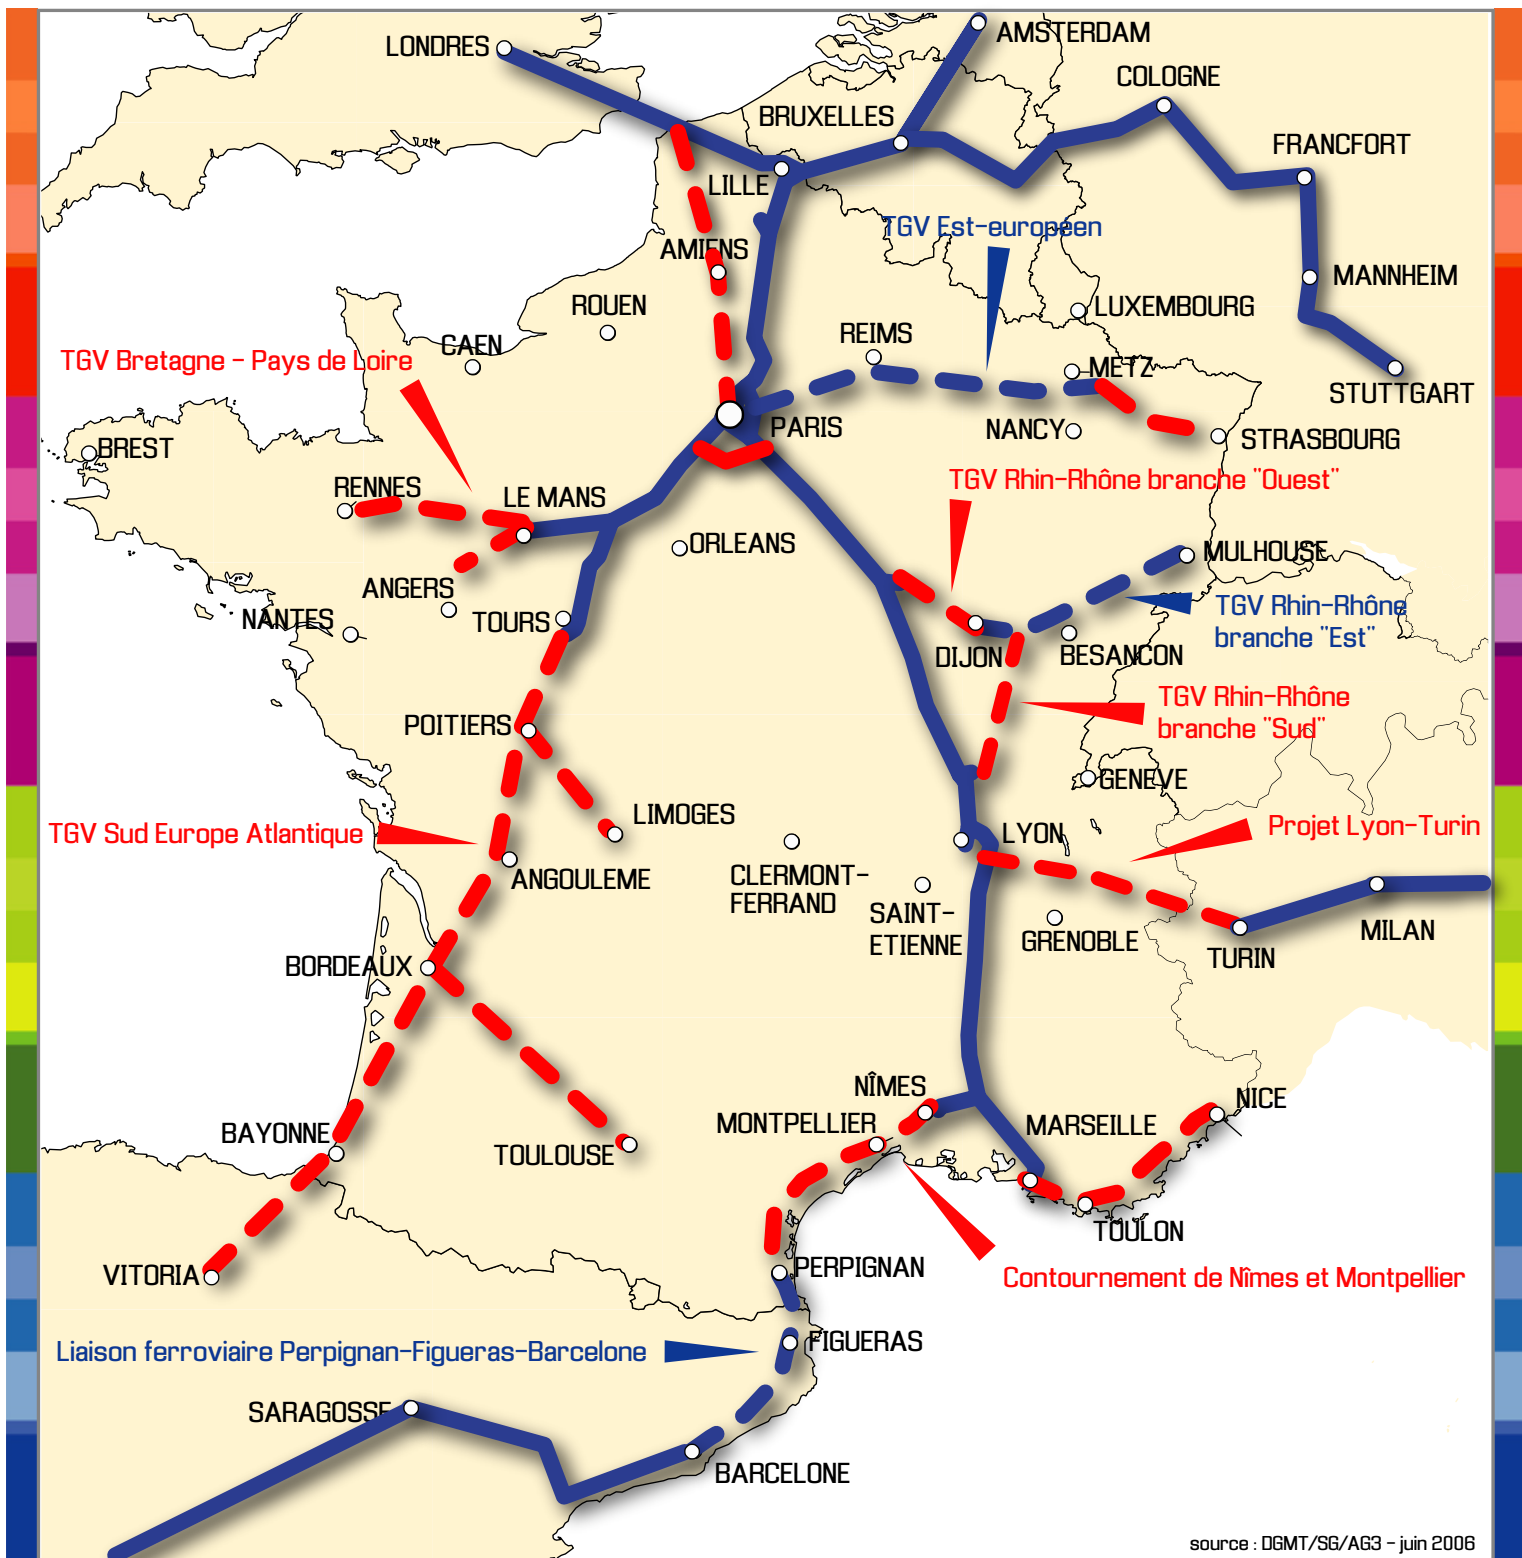 LONDRES
AMSTERDAM
COLOGNE
BRUXELLES
FRANCFORT
LILLE
TGV Est-européen
AMIENS
MANNHEIM
ROUEN
LUXEMBOURG
CAEN
REIMS
TGV Bretagne - Pays de Loire
METZ
STUTTGART
PARIS
NANCY
STRASBOURG
BREST
TGV Rhin-Rhône branche "Ouest"
RENNES
LE MANS
ORLEANS
MULHOUSE
ANGERS
TGV Rhin-Rhône
branche "Est"
NANTES
TOURS
DIJON
BESANCON
TGV Rhin-Rhône
branche "Sud"
POITIERS
GENEVE
LIMOGES
TGV Sud Europe Atlantique
LYON
Projet Lyon-Turin
ANGOULEME
CLERMONT-
FERRAND
SAINT-
ETIENNE
GRENOBLE
MILAN
TURIN
BORDEAUX
NÎMES
NICE
MONTPELLIER
MARSEILLE
BAYONNE
TOULOUSE
TOULON
VITORIA
PERPIGNAN
Contournement de Nîmes et Montpellier
FIGUERAS
Liaison ferroviaire Perpignan-Figueras-Barcelone
SARAGOSSE
BARCELONE
source : DGMT/SG/AG3 - juin 2006